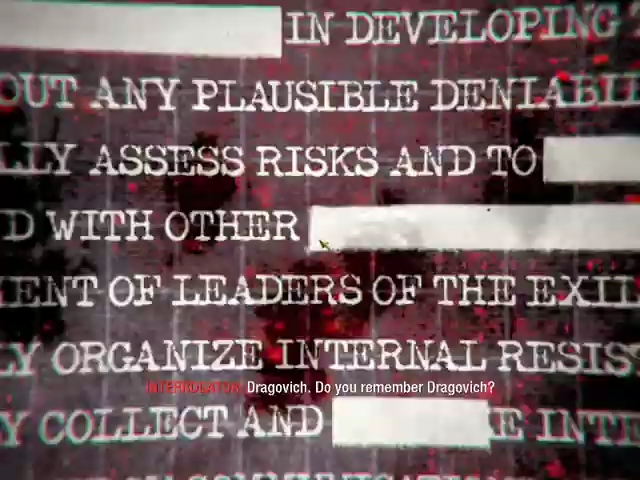 IN DEVELOPING
OUT ANY PLAUSIBLE DENIABIL
LLY ASSESS RISKS AND TO
D WITH OTHER
ENT OF LEADERS OF THE EXIL
LY ORGANIZE INTERNAL RESIS
INTERROGATOR: Dragovich. Do you remember Dragovich?
Y COLLECT AND E INTE